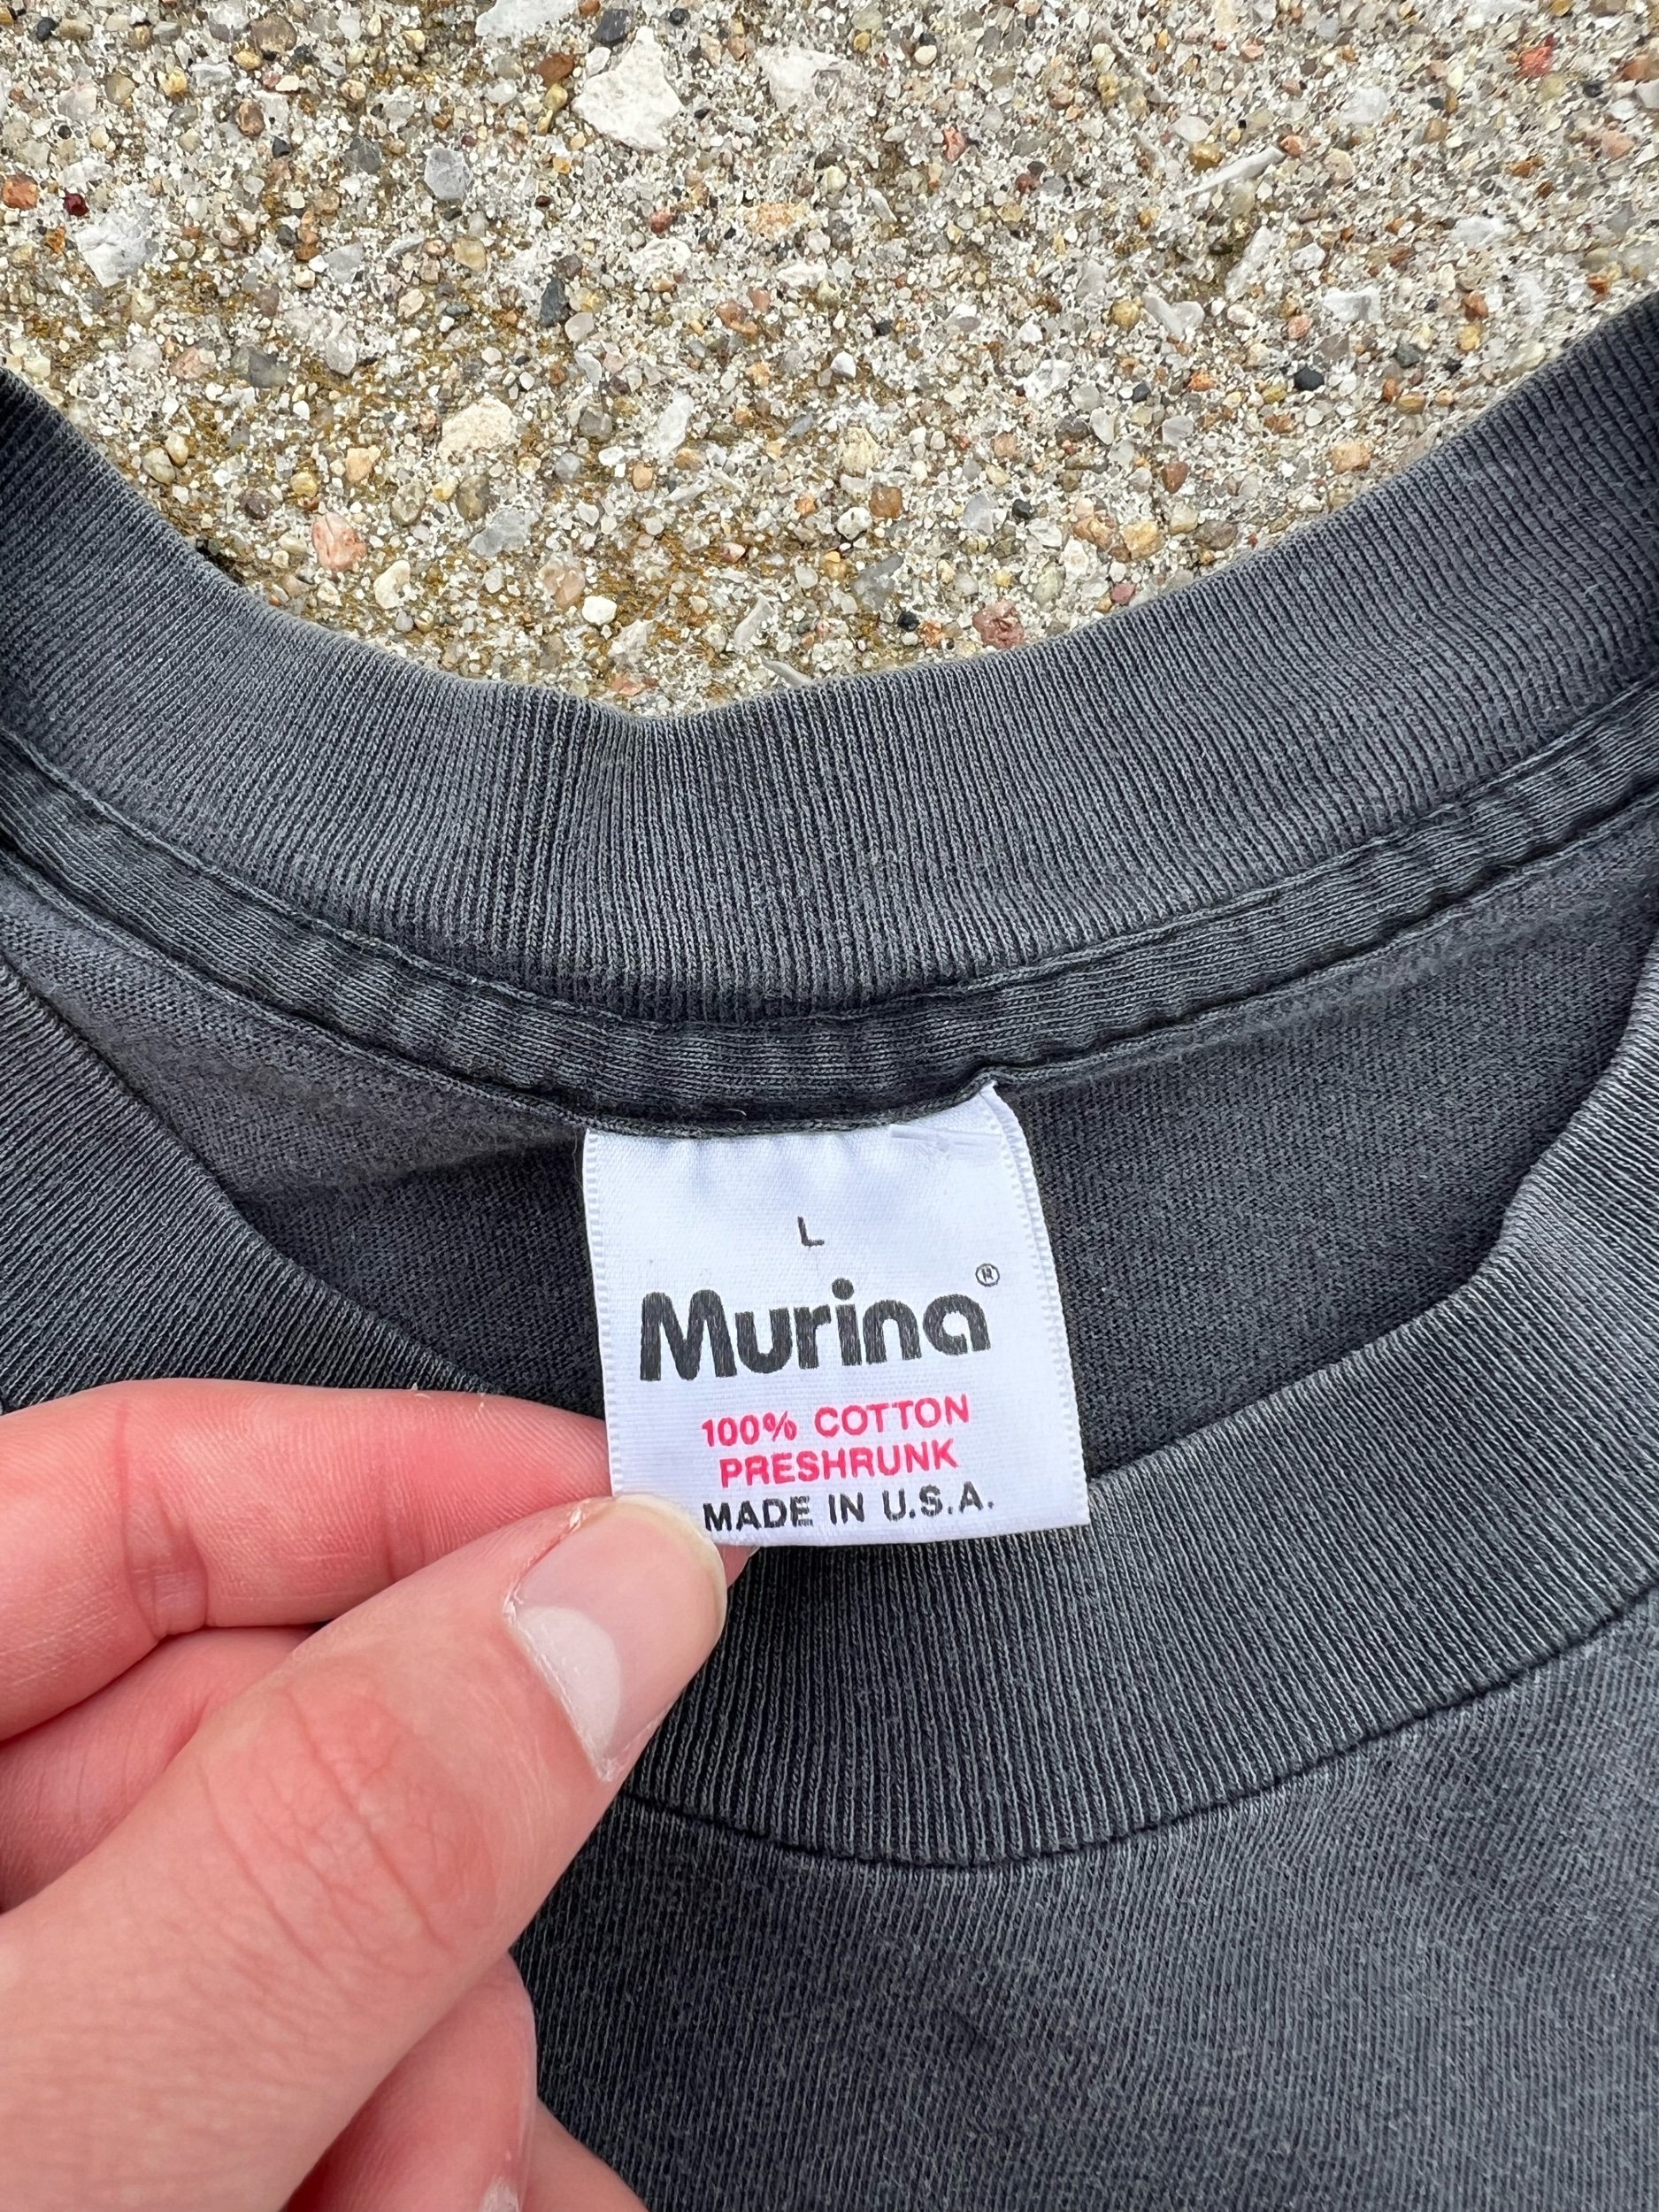 L
Murina®
100% COTTON
PRESHRUNK
MADE IN U.S.A.